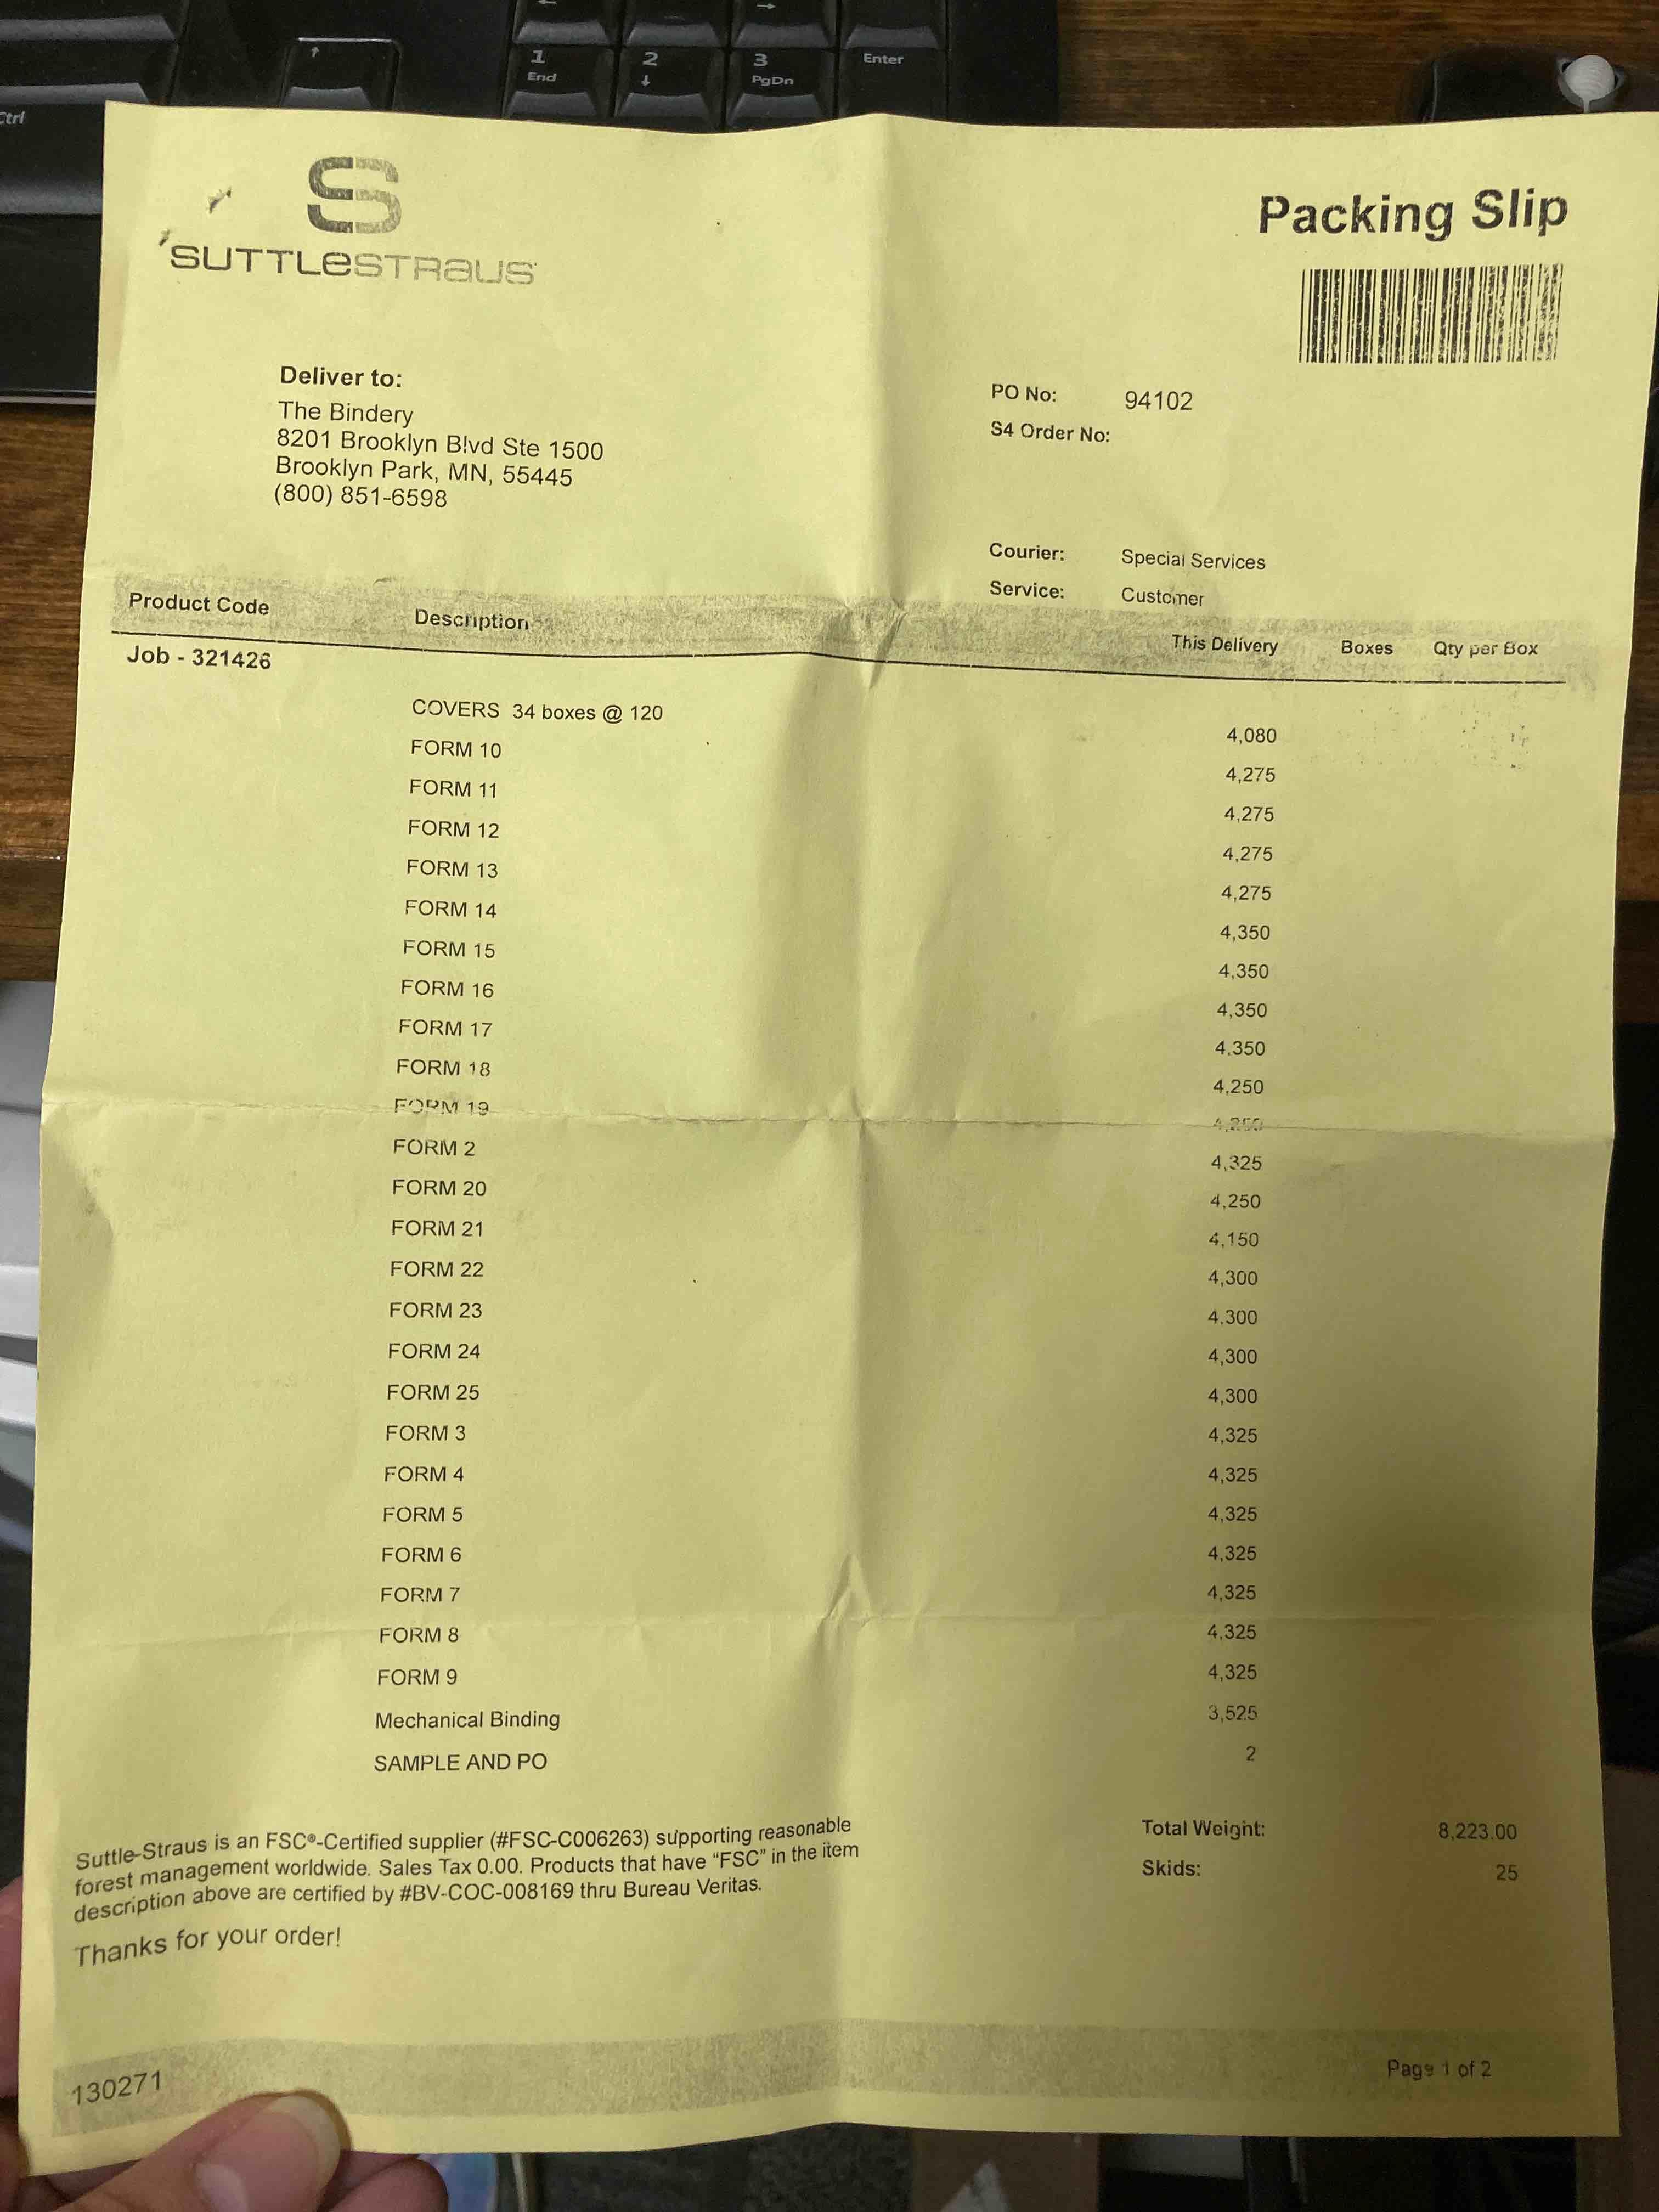 Ctrl
↑
←
→
1 End
2 ↓
3 PgDn
Enter
SUTTLESTRAUS
Packing Slip
Deliver to:
The Bindery
8201 Brooklyn Blvd Ste 1500
Brooklyn Park, MN, 55445
(800) 851-6598
PO No: 94102
S4 Order No:
Courier: Special Services
Service: Customer
Product Code Description This Delivery Boxes Qty per Box
Job - 321426
COVERS 34 boxes @ 120 4,080
FORM 10 4,275
FORM 11 4,275
FORM 12 4,275
FORM 13 4,275
FORM 14 4,350
FORM 15 4,350
FORM 16 4,350
FORM 17 4,350
FORM 18 4,250
FORM 19
FORM 2 4,325
FORM 20 4,250
FORM 21 4,150
FORM 22 4,300
FORM 23 4,300
FORM 24 4,300
FORM 25 4,300
FORM 3 4,325
FORM 4 4,325
FORM 5 4,325
FORM 6 4,325
FORM 7 4,325
FORM 8 4,325
FORM 9 4,325
Mechanical Binding 3,525
SAMPLE AND PO 2
Suttle-Straus is an FSC®-Certified supplier (#FSC-C006263) supporting reasonable
forest management worldwide. Sales Tax 0.00. Products that have “FSC” in the item
description above are certified by #BV-COC-008169 thru Bureau Veritas.
Thanks for your order!
Total Weight: 8,223.00
Skids: 25
130271
Page 1 of 2